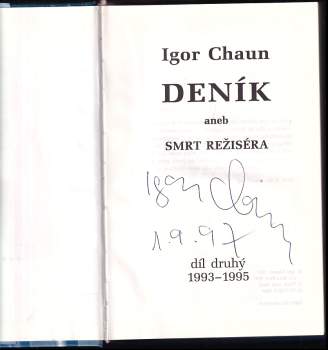 Igor Chaun
DENÍK
aneb
SMRT REŽISÉRA
Igor Chaun
1.9.97
díl druhý
1993–1995